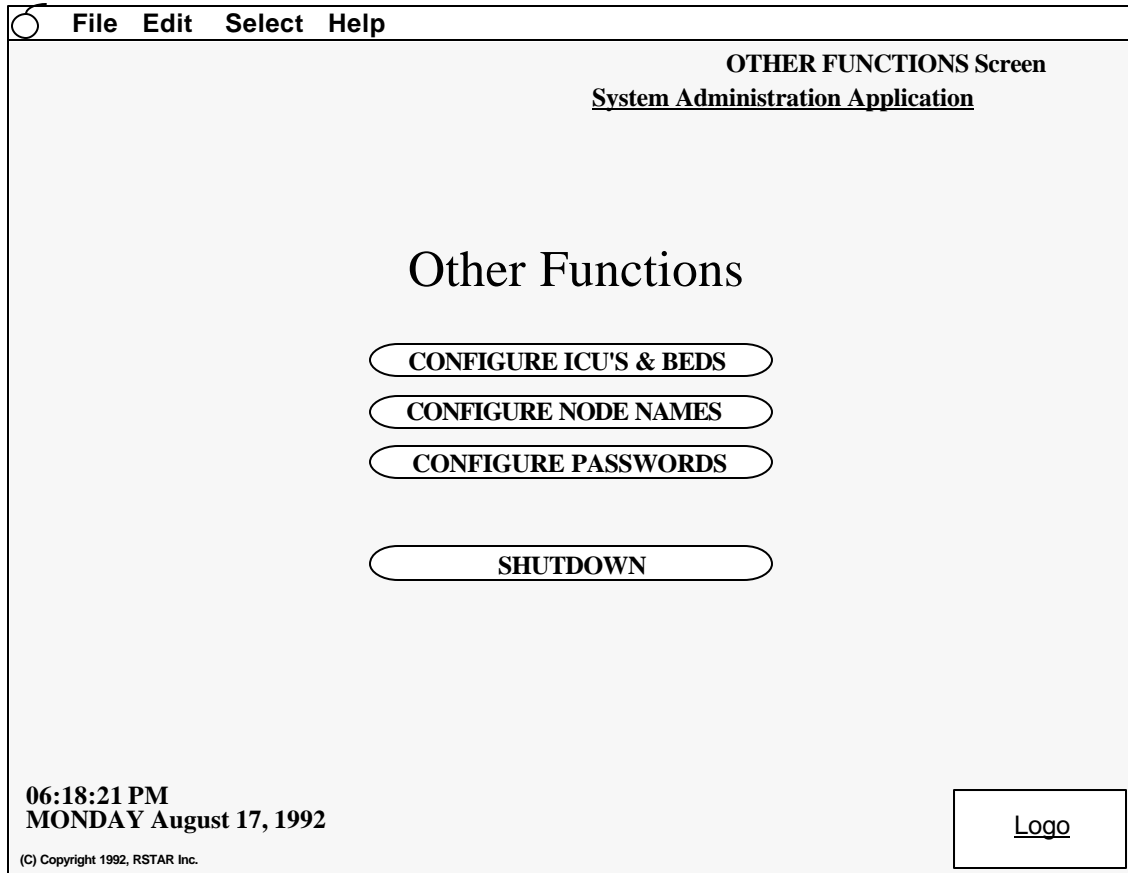 File Edit Select Help
OTHER FUNCTIONS Screen
System Administration Application
Other Functions
CONFIGURE ICU'S & BEDS
CONFIGURE NODE NAMES
CONFIGURE PASSWORDS
SHUTDOWN
06:18:21 PM
MONDAY August 17, 1992
(C) Copyright 1992, RSTAR Inc.
Logo